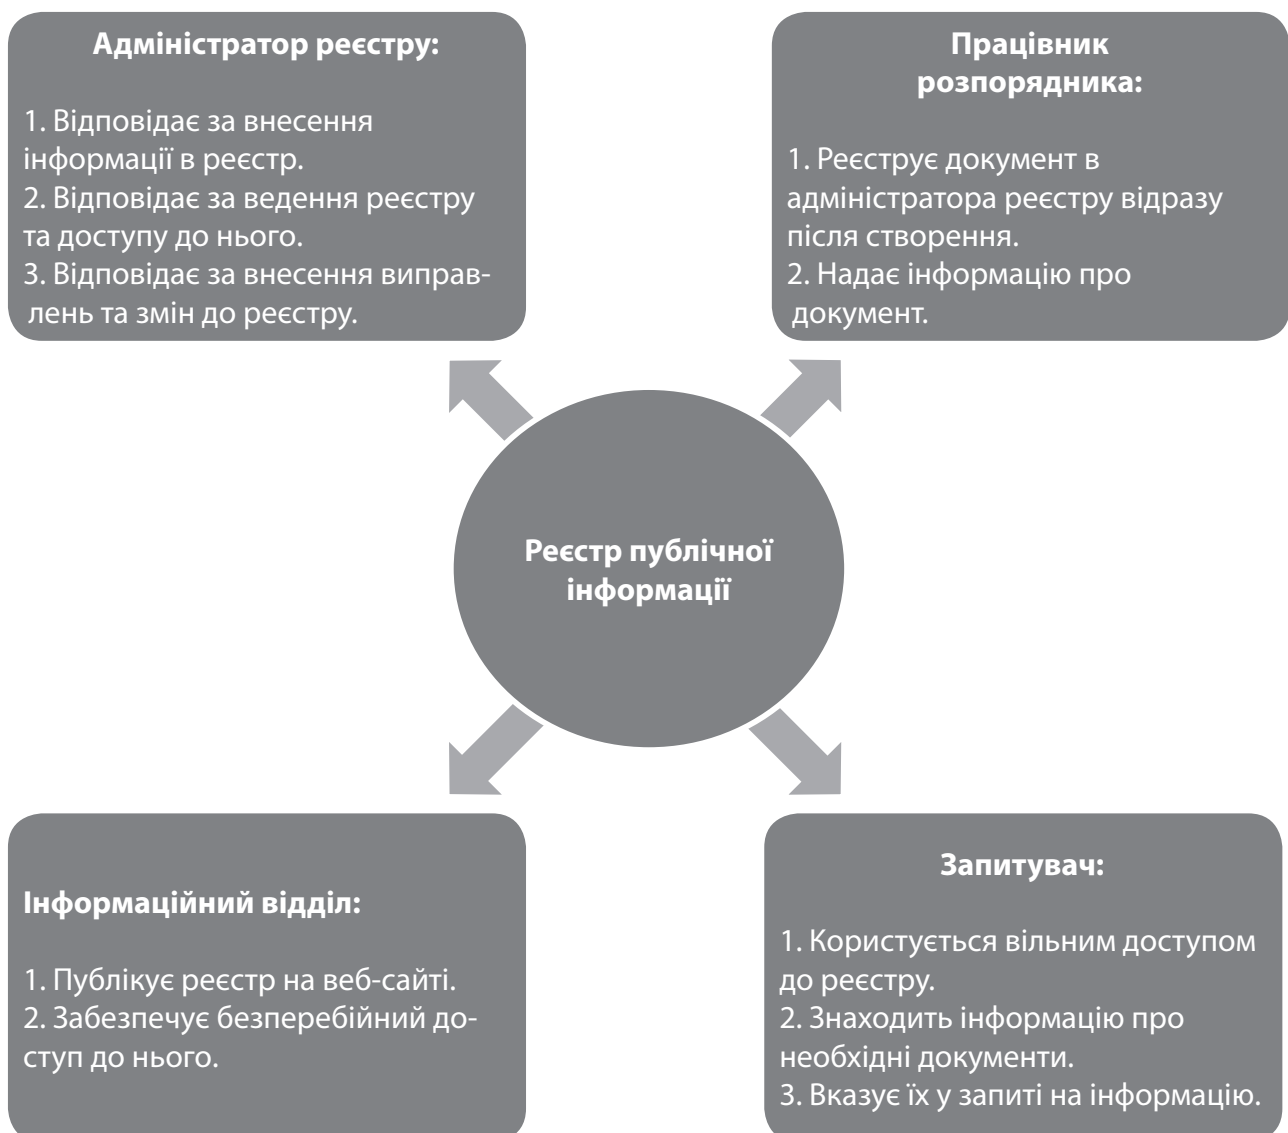 Адміністратор реєстру:
1. Відповідає за внесення
інформації в реєстр.
2. Відповідає за ведення реєстру
та доступу до нього.
3. Відповідає за внесення виправ-
лень та змін до реєстру.
Працівник
розпорядника:
1. Реєструє документ в
адміністратора реєстру відразу
після створення.
2. Надає інформацію про
документ.
Реєстр публічної
інформації
Інформаційний відділ:
1. Публікує реєстр на веб-сайті.
2. Забезпечує безперебійний до-
ступ до нього.
Запитувач:
1. Користується вільним доступом
до реєстру.
2. Знаходить інформацію про
необхідні документи.
3. Вказує їх у запиті на інформацію.